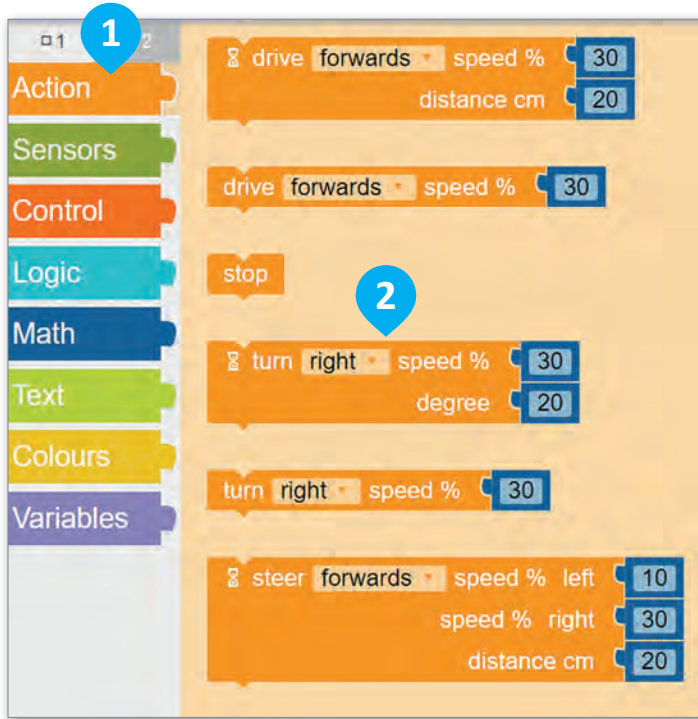 1
1 2
Action
Sensors
Control
Logic
Math
Text
Colours
Variables
drive forwards speed % 30
distance cm 20
drive forwards speed % 30
stop
2
turn right speed % 30
degree 20
turn right speed % 30
steer forwards speed % left 10
speed % right 30
distance cm 20